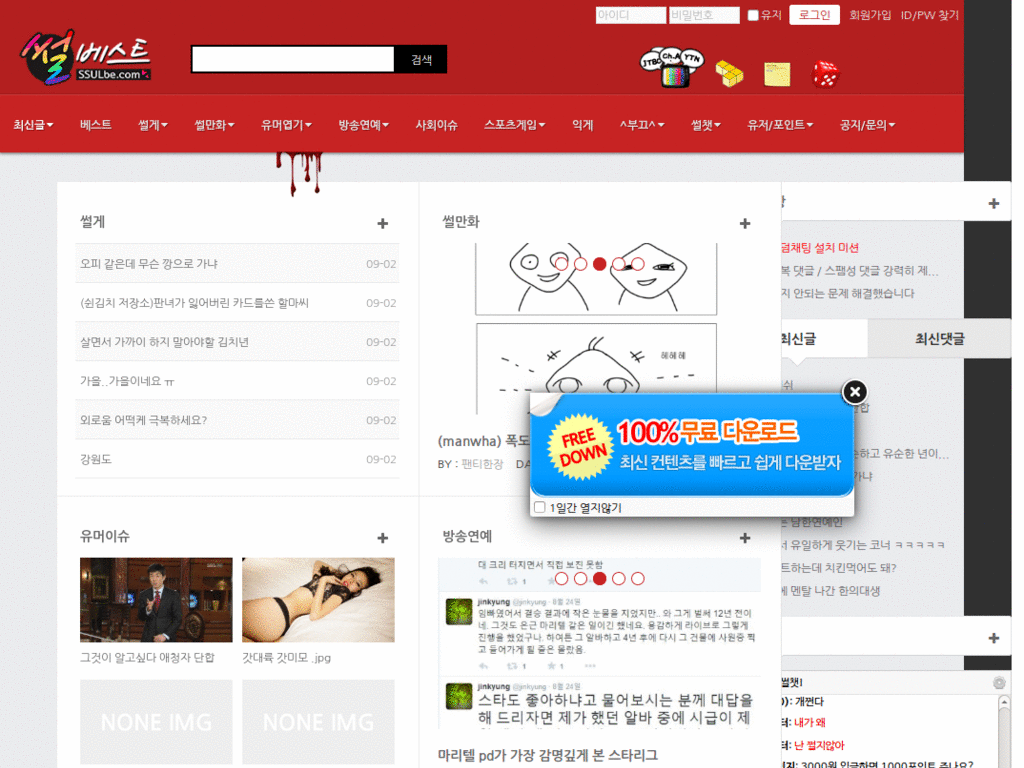 아이디 비밀번호 유지 로그인 회원가입 ID/PW 찾기
썰베스트
SSULbe.com
검색
JTBC Ch.A YTN
최신글 베스트 썰게 썰만화 유머엽기 방송연예 사회이슈 스포츠게임 익게 ^부끄^ 썰챗 유저/포인트 공지/문의
썰게
오피 같은데 무슨 깡으로 가냐 09-02
(쉰김치 저장소)판녀가 잃어버린 카드를쓴 할마씨 09-02
살면서 가까이 하지 말아야할 김치년 09-02
가을..가을이네요 ㅠ 09-02
외로움 어떡케 극복하세요? 09-02
강원도 09-02
썰만화
헤헤헤
(manwha) 폭도
BY : 팬티한장 DA
덤채팅 설치 미션
복 댓글 / 스팸성 댓글 강력히 제...
지 안되는 문제 해결했습니다
최신글 최신댓글
FREE DOWN
100% 무료 다운로드
최신 컨텐츠를 빠르고 쉽게 다운받자
1일간 열지않기
순하고 유순한 년이...
가냐
는 남한연예인
서 유일하게 웃기는 코너 ㅋㅋㅋㅋㅋ
트하는데 치킨먹어도 돼?
에 멘탈 나간 한의대생
유머이슈
그것이 알고싶다 애청자 단합
갓대륙 갓미모 .jpg
NONE IMG
NONE IMG
방송연예
대 크리 터지면서 직접 보진 못함
jinkyung @jinkyung · 8월 24일
임빠였어서 결승 결과에 작은 눈물을 지었지만.. 와 그게 벌써 12년 전이
네. 그것도 은근 마리텔 같은 일이긴 했네요. 용감하게 라이브로 그렇게
진행을 했었구나. 하여튼 그 알바하고 4년 후에 다시 그 건물에 사원증 찍
고 들어가게 될 줄은 몰랐음.
jinkyung @jinkyung · 8월 24일
스타도 좋아하냐고 물어보시는 분께 대답을
해 드리자면 제가 했던 알바 중에 시급이 제
마리텔 pd가 가장 감명깊게 본 스타리그
썰챗!
): 개쩐다
터: 내가 왜
터: 난 쩔지않아
지: 3000원 입금하면 1000포인트 주나요?